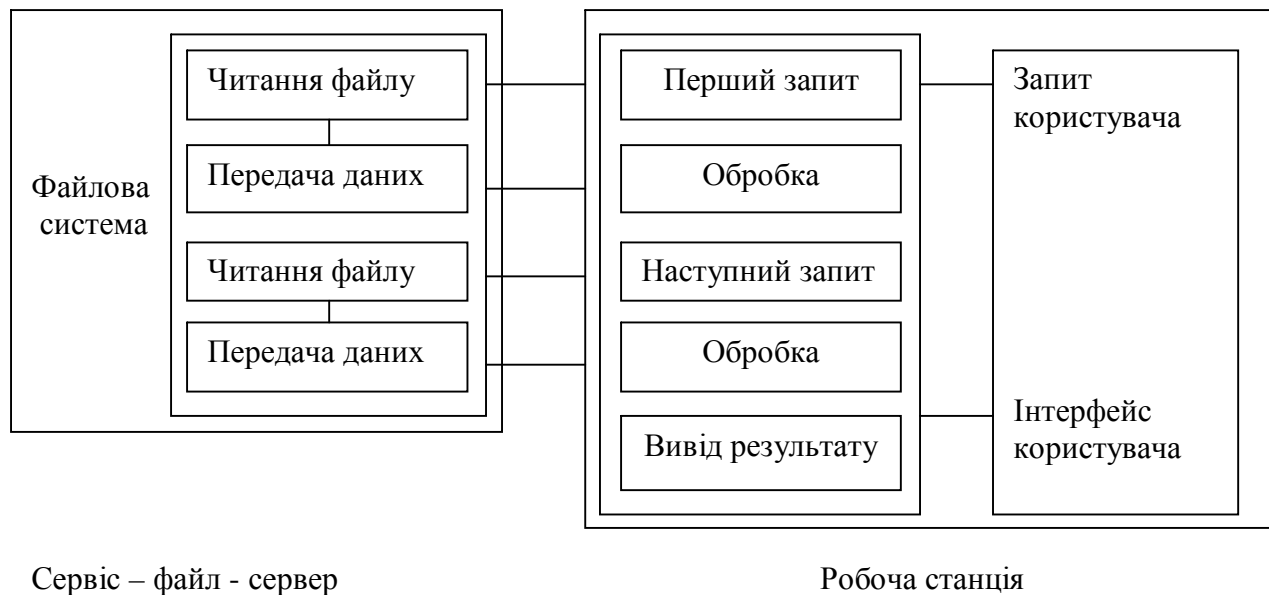 Читання файлу
Передача даних
Файлова
система
Читання файлу
Передача даних
Перший запит
Обробка
Наступний запит
Обробка
Вивід результату
Запит
користувача
Інтерфейс
користувача
Сервіс – файл - сервер
Робоча станція